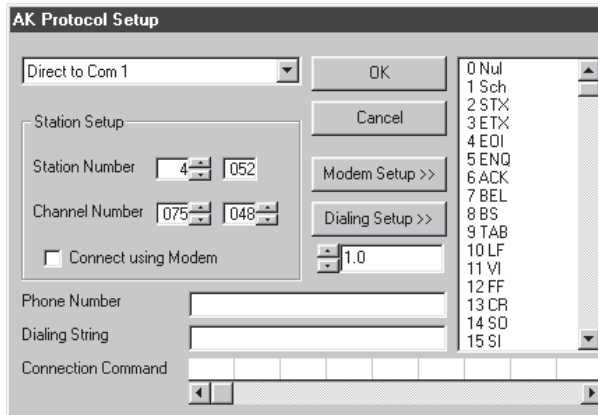 AK Protocol Setup
Direct to Com 1
OK
Cancel
Station Setup
Station Number 4 052
Channel Number 075 048
Connect using Modem
Modem Setup >>
Dialing Setup >>
1.0
Phone Number
Dialing String
Connection Command
0 Nul
1 Sch
2 STX
3 ETX
4 EOI
5 ENQ
6 ACK
7 BEL
8 BS
9 TAB
10 LF
11 VI
12 FF
13 CR
14 SO
15 SI